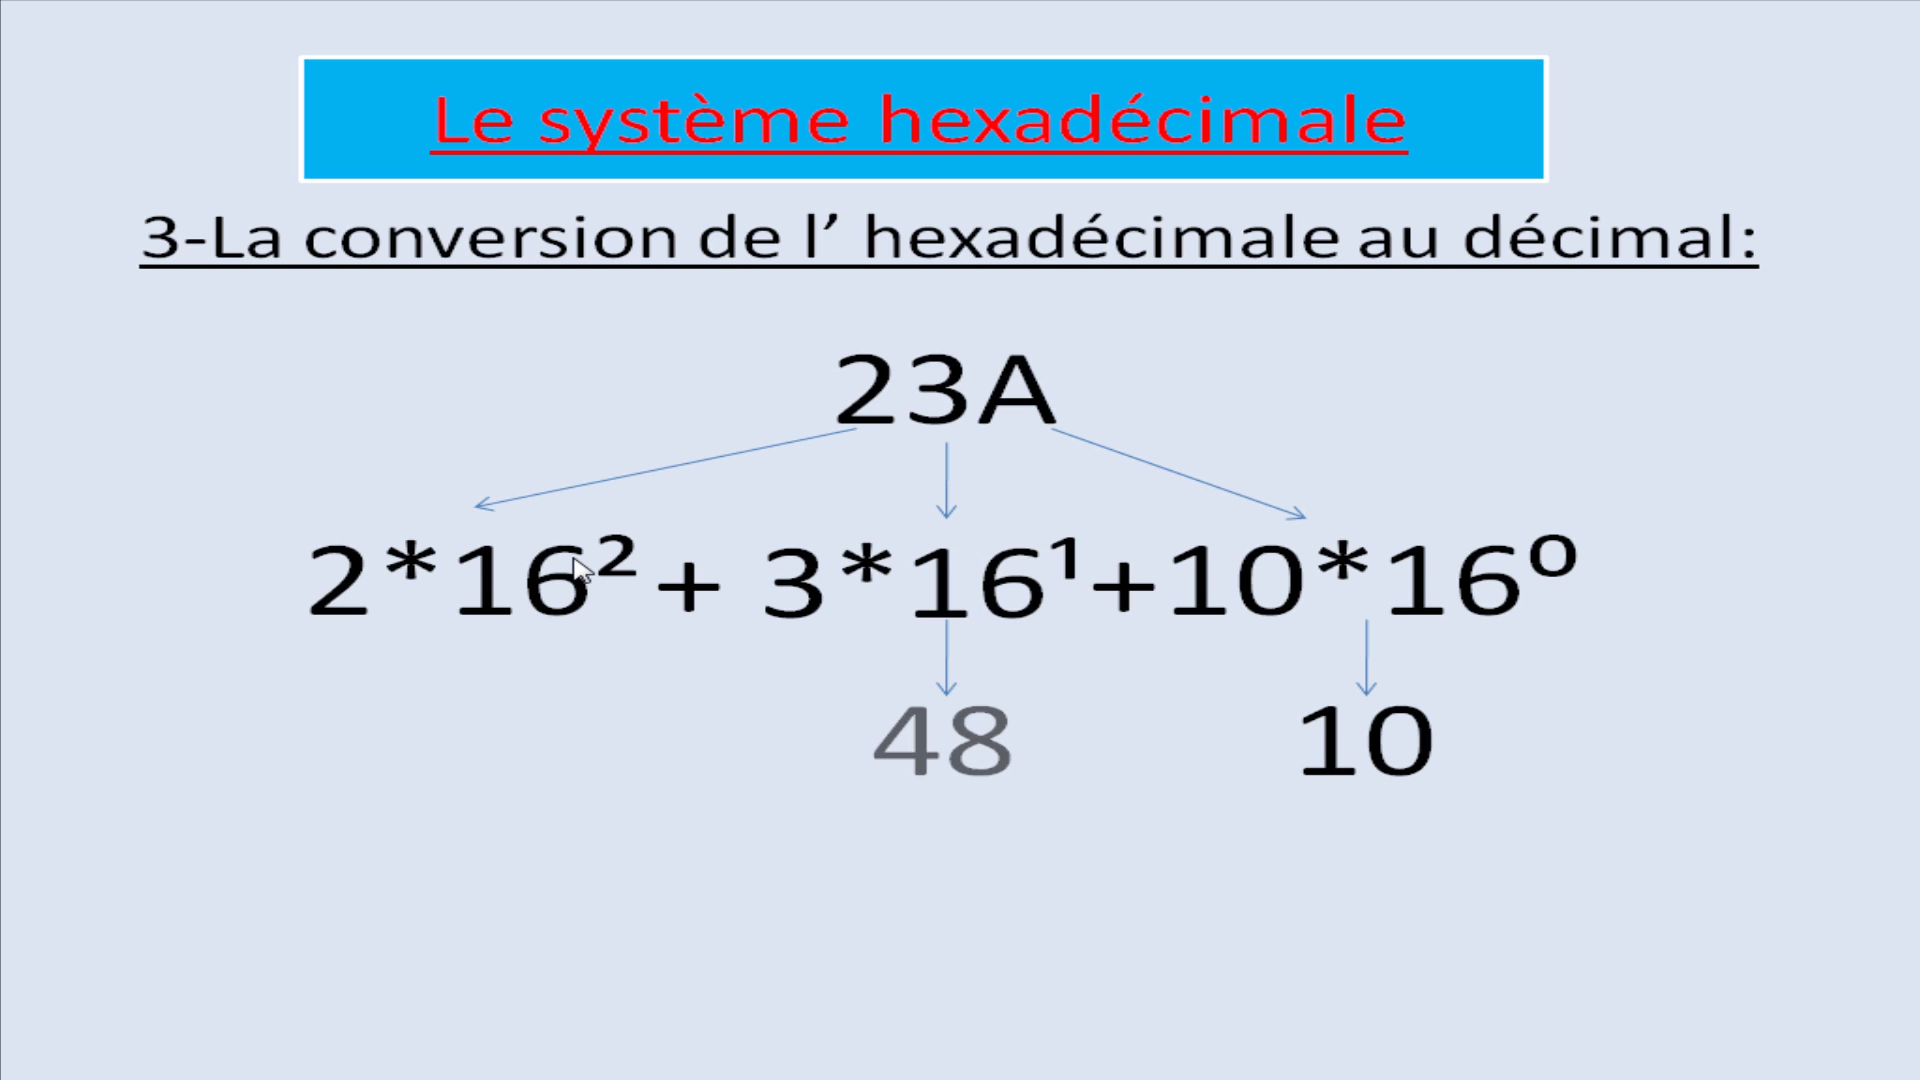 Le système hexadécimale
3-La conversion de l’ hexadécimale au décimal:
23A
2*16²+ 3*16¹+10*16⁰
48 10